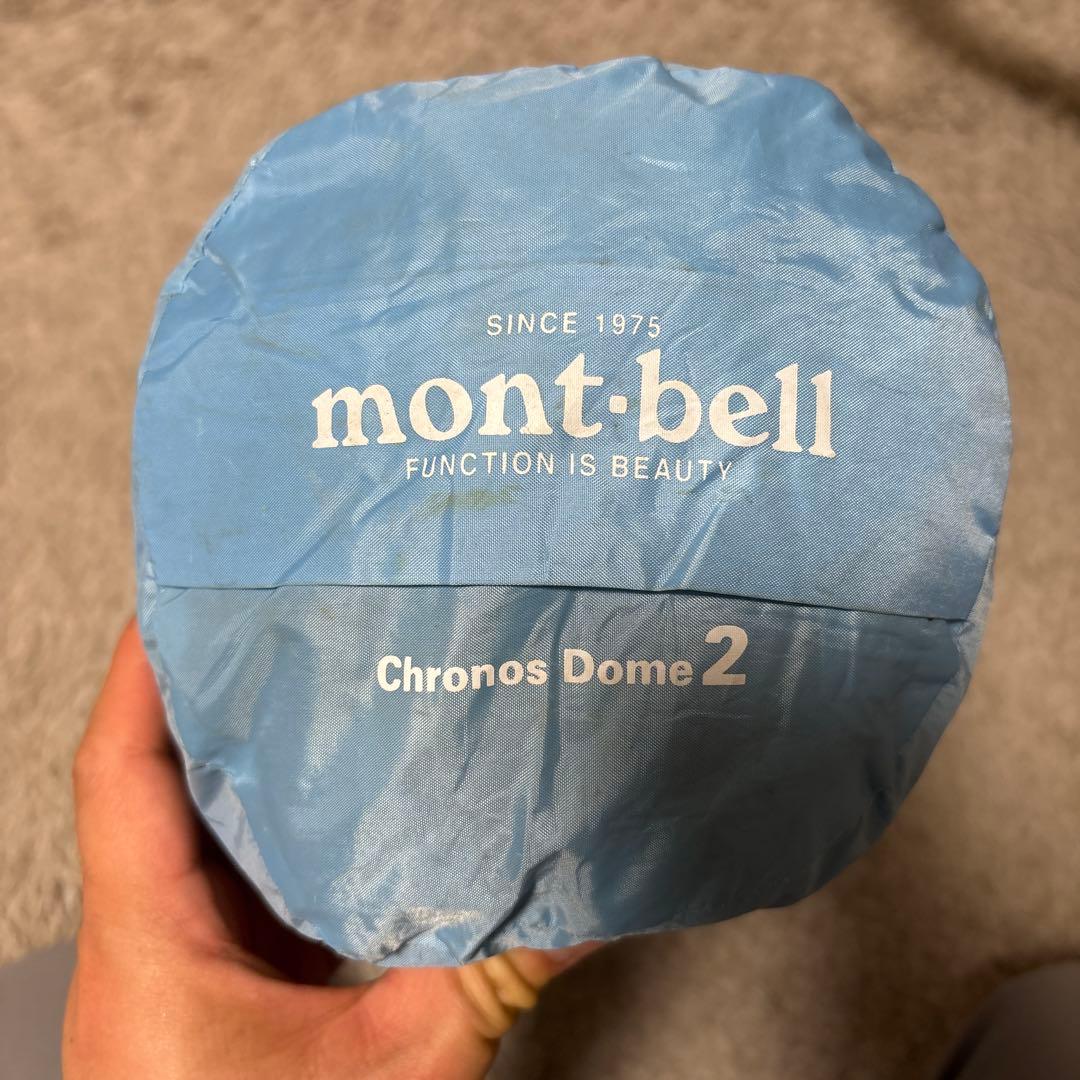 SINCE 1975
mont·bell
FUNCTION IS BEAUTY
Chronos Dome 2